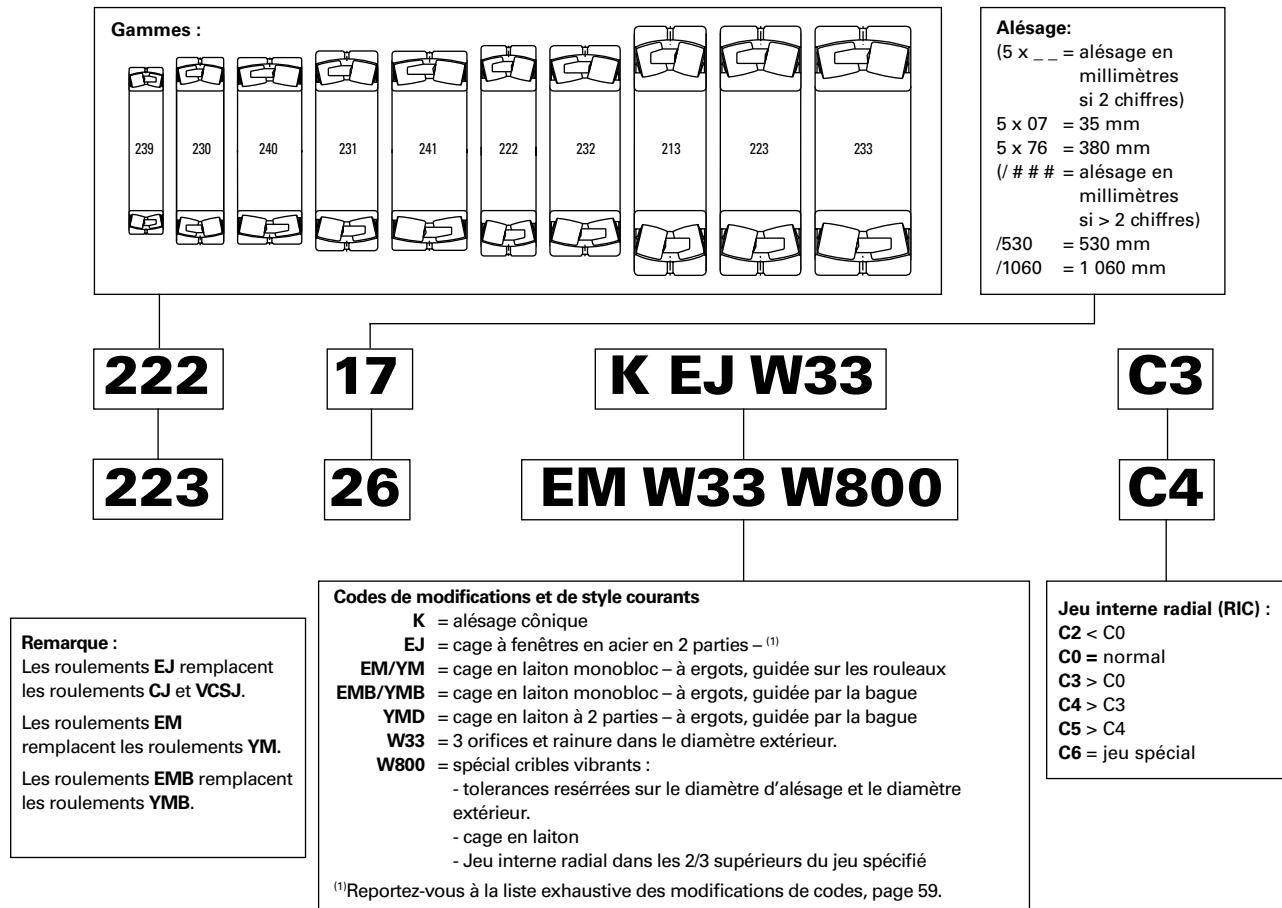 Gammes :
239 230 240 231 241 222 232 213 223 233
Alésage:
(5 x _ _ = alésage en
millimètres
si 2 chiffres)
5 x 07 = 35 mm
5 x 76 = 380 mm
(/ # # # = alésage en
millimètres
si > 2 chiffres)
/530 = 530 mm
/1060 = 1 060 mm
222 17 K EJ W33 C3
223 26 EM W33 W800 C4
Remarque :
Les roulements EJ remplacent
les roulements CJ et VCSJ.
Les roulements EM
remplacent les roulements YM.
Les roulements EMB remplacent
les roulements YMB.
Codes de modifications et de style courants
K = alésage cônique
EJ = cage à fenêtres en acier en 2 parties – (1)
EM/YM = cage en laiton monobloc – à ergots, guidée sur les rouleaux
EMB/YMB = cage en laiton monobloc – à ergots, guidée par la bague
YMD = cage en laiton à 2 parties – à ergots, guidée par la bague
W33 = 3 orifices et rainure dans le diamètre extérieur.
W800 = spécial cribles vibrants :
- tolerances resérrées sur le diamètre d'alésage et le diamètre
extérieur.
- cage en laiton
- Jeu interne radial dans les 2/3 supérieurs du jeu spécifié
(1)Reportez-vous à la liste exhaustive des modifications de codes, page 59.
Jeu interne radial (RIC) :
C2 < C0
C0 = normal
C3 > C0
C4 > C3
C5 > C4
C6 = jeu spécial